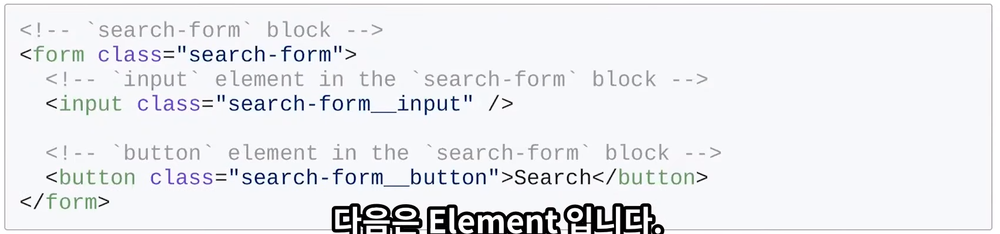 <!-- `search-form` block -->
<form class="search-form">
  <!-- `input` element in the `search-form` block -->
  <input class="search-form__input" />

  <!-- `button` element in the `search-form` block -->
  <button class="search-form__button">Search</button>
</form>
다음은 Element 입니다.